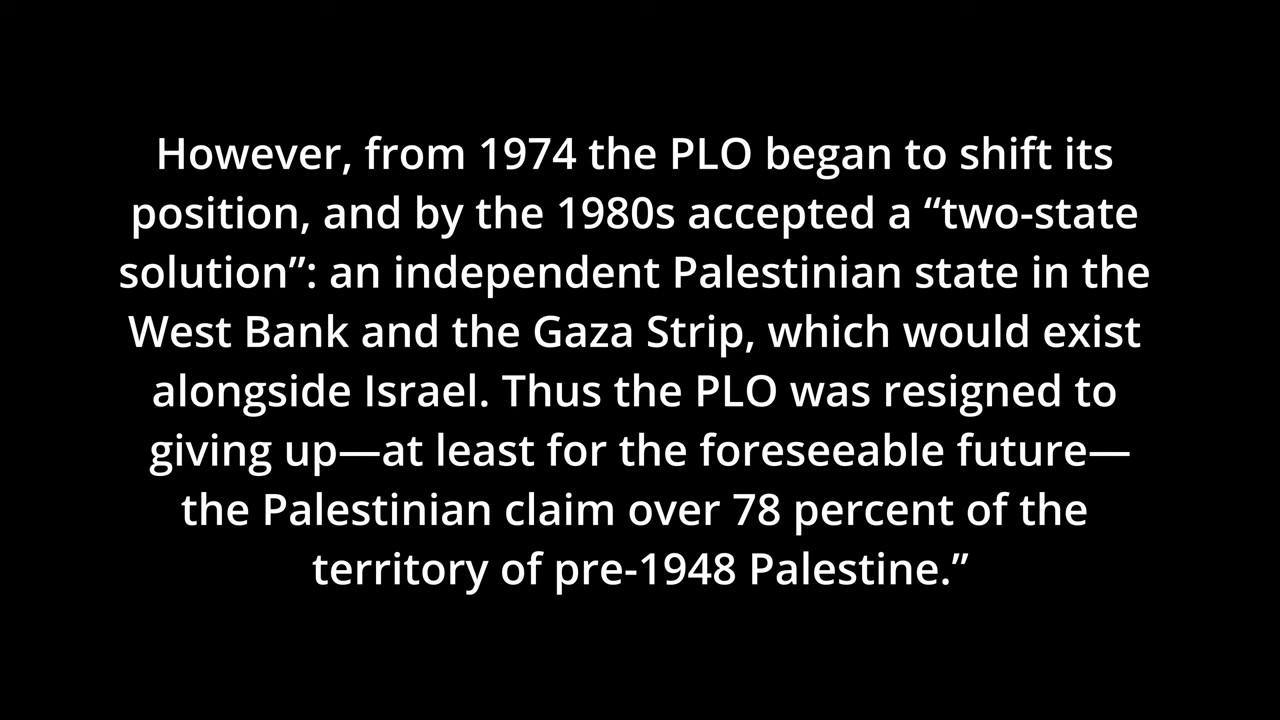 However, from 1974 the PLO began to shift its
position, and by the 1980s accepted a “two-state
solution”: an independent Palestinian state in the
West Bank and the Gaza Strip, which would exist
alongside Israel. Thus the PLO was resigned to
giving up—at least for the foreseeable future—
the Palestinian claim over 78 percent of the
territory of pre-1948 Palestine.”